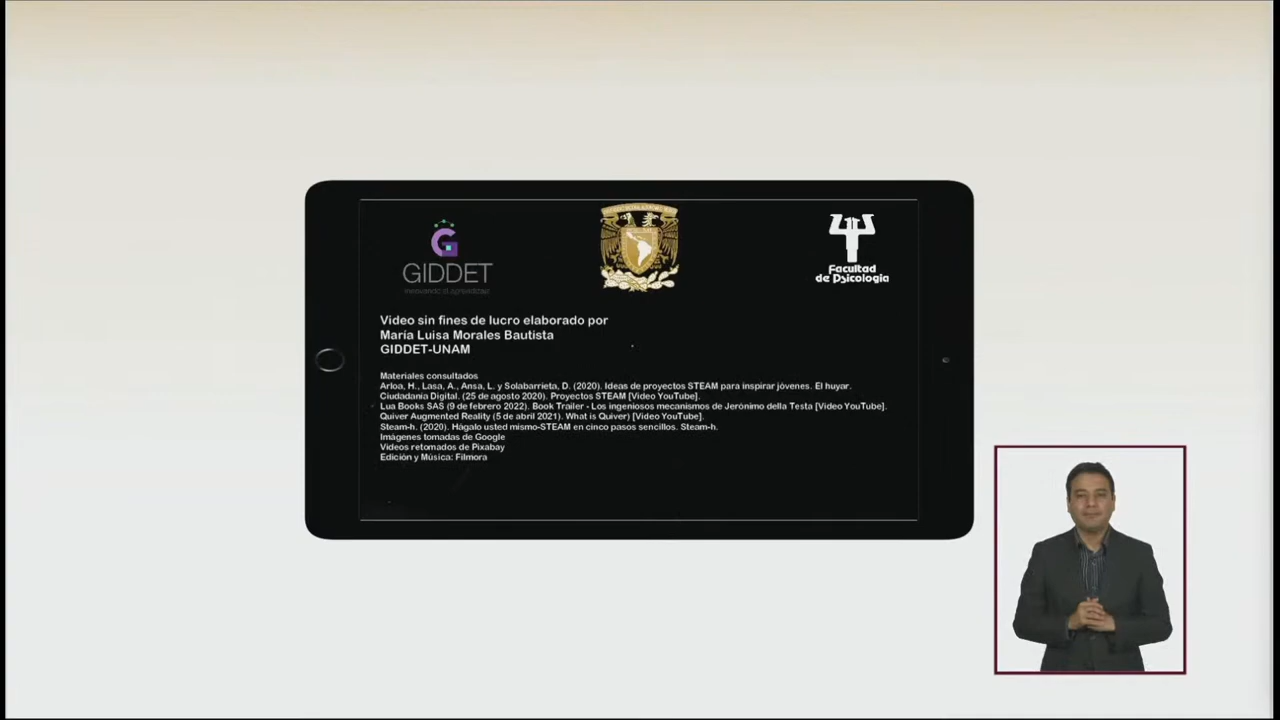 GIDDET
Facultad
de Psicología
Video sin fines de lucro elaborado por
María Luisa Morales Bautista
GIDDET-UNAM
Materiales consultados
Arloa, H., Lasa, A., Ansa, L. y Solabarrieta, D. (2020). Ideas de proyectos STEAM para inspirar jóvenes. El huyar.
Ciudadanía Digital. (25 de agosto 2020). Proyectos STEAM [Video YouTube].
Lua Books SAS (9 de febrero 2022). Book Trailer - Los ingeniosos mecanismos de Jerónimo della Testa [Video YouTube].
Quiver Augmented Reality (5 de abril 2021). What is Quiver) [Video YouTube].
Steam-h. (2020). Hágalo usted mismo-STEAM en cinco pasos sencillos. Steam-h.
Imágenes tomadas de Google
Videos retomados de Pixabay
Edición y Música: Filmora